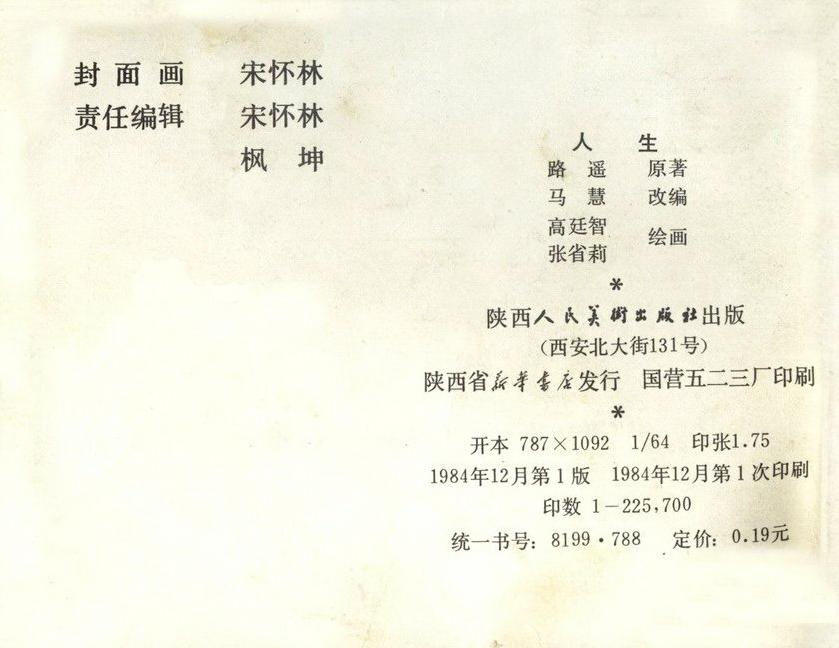 封面画 宋怀林
责任编辑 宋怀林
枫坤
人生
路遥 原著
马慧 改编
高廷智
张省莉 绘画
*
陕西人民美術出版社出版
(西安北大街131号)
陕西省新华书店发行 国营五二三厂印刷
*
开本 787×1092 1/64 印张1.75
1984年12月第1版 1984年12月第1次印刷
印数 1-225,700
统一书号：8199·788 定价：0.19元